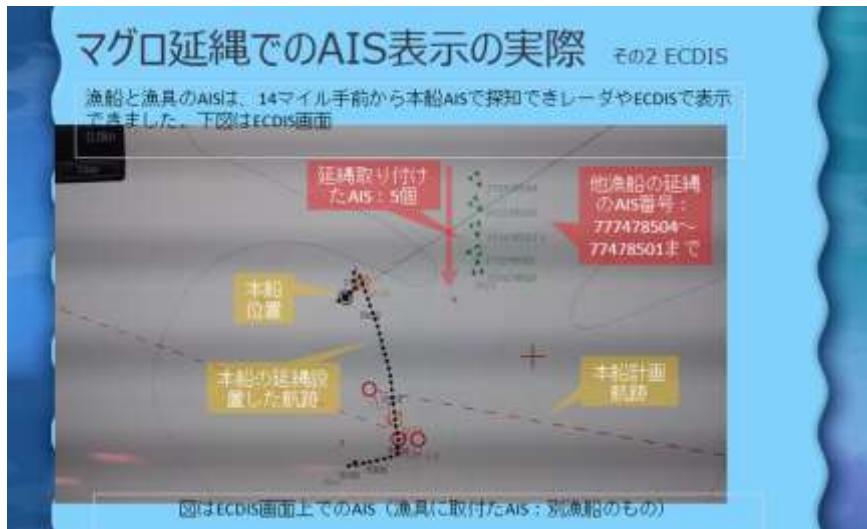 マグロ延縄でのAIS表示の実際 その2 ECDIS
漁船と漁具のAISは、14マイル手前から本船AISで探知できレーダやECDISで表示
できました。下図はECDIS画面
延縄取り付け
たAIS：5個
他漁船の延縄
のAIS番号：
777478504～
77478501まで
本船
位置
本船の延縄設
置した航跡
本船計画
航路
図はECDIS画面上でのAIS（漁具に取付たAIS：別漁船のもの）